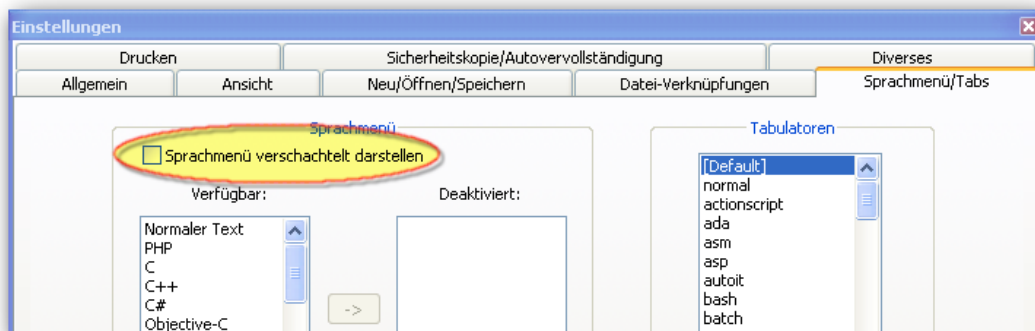 Einstellungen
Drucken
Sicherheitskopie/Autovervollständigung
Diverses
Allgemein
Ansicht
Neu/Öffnen/Speichern
Datei-Verknüpfungen
Sprachmenü/Tabs
Sprachmenü
Sprachmenü verschachtelt darstellen
Verfügbar:
Deaktiviert:
Normaler Text
PHP
C
C++
C#
Objective-C
->
Tabulatoren
[Default]
normal
actionscript
ada
asm
asp
autoit
bash
batch